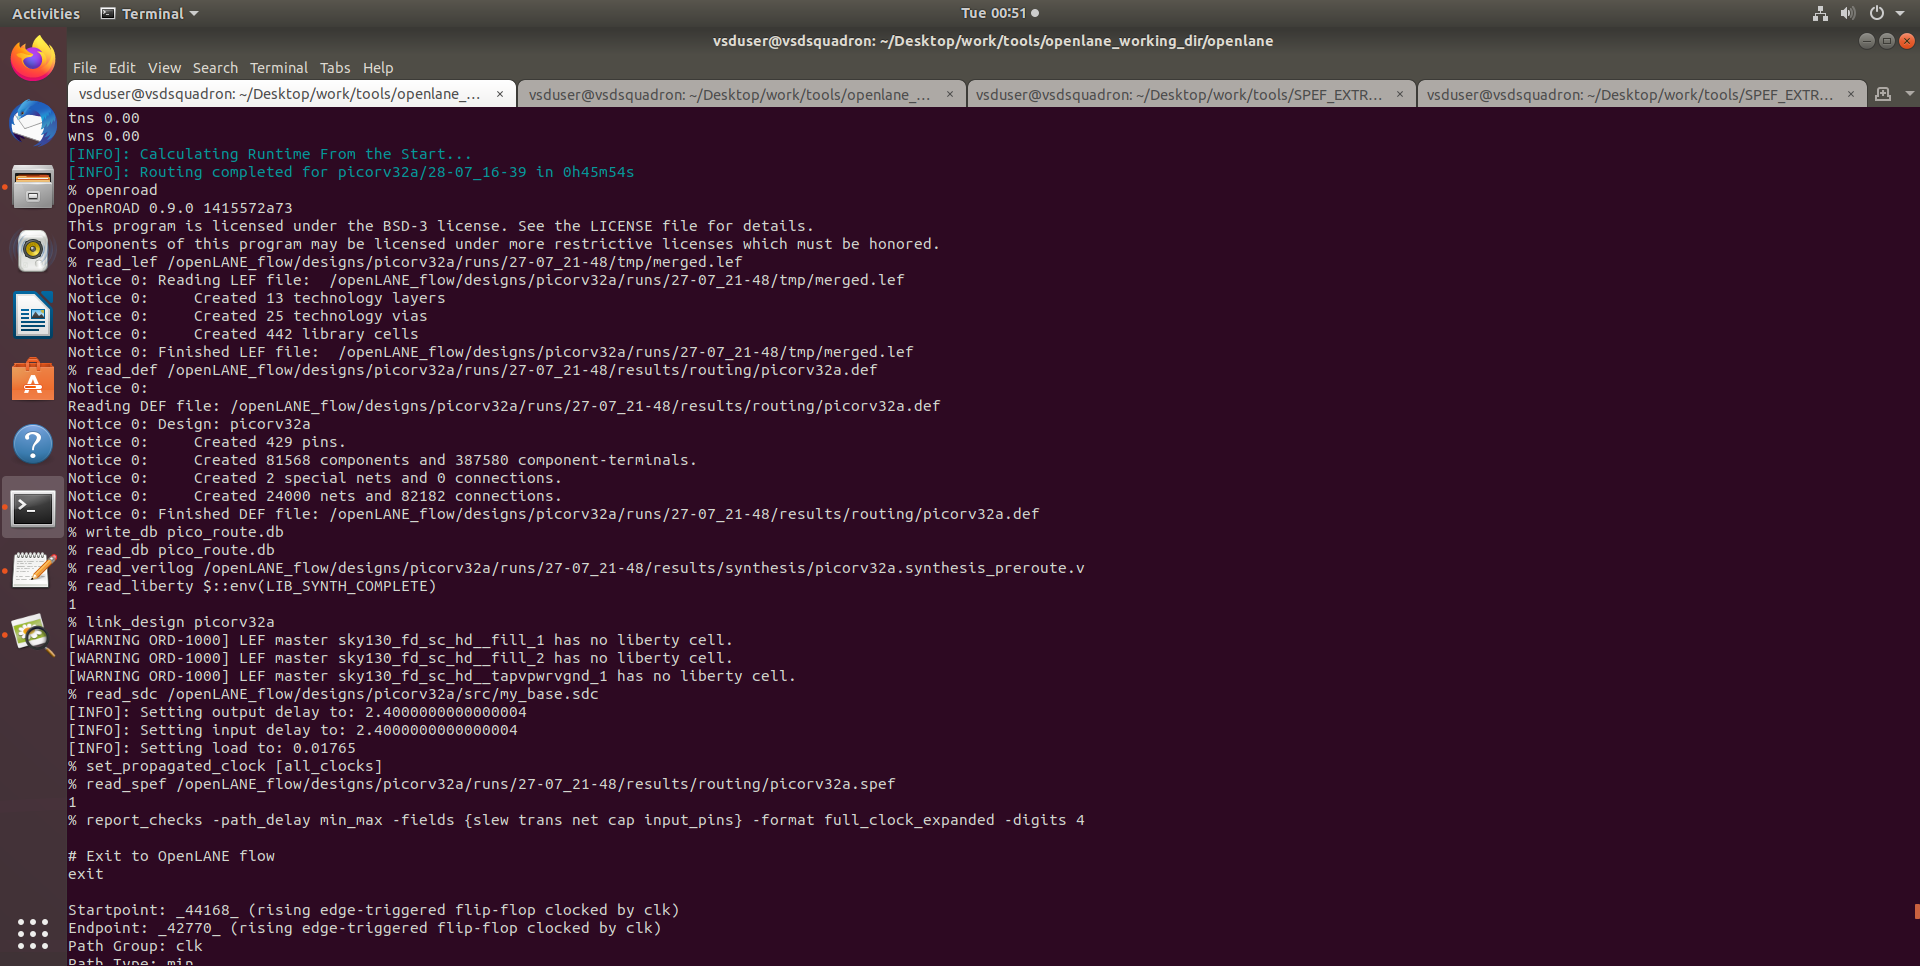 Activities
Terminal
Tue 00:51
vsduser@vsdsquadron: ~/Desktop/work/tools/openlane_working_dir/openlane
File Edit View Search Terminal Tabs Help
vsduser@vsdsquadron: ~/Desktop/work/tools/openlane_... ×
vsduser@vsdsquadron: ~/Desktop/work/tools/openlane_... ×
vsduser@vsdsquadron: ~/Desktop/work/tools/SPEF_EXTR... ×
vsduser@vsdsquadron: ~/Desktop/work/tools/SPEF_EXTR... ×
tns 0.00
wns 0.00
[INFO]: Calculating Runtime From the Start...
[INFO]: Routing completed for picorv32a/28-07_16-39 in 0h45m54s
% openroad
OpenROAD 0.9.0 1415572a73
This program is licensed under the BSD-3 license. See the LICENSE file for details.
Components of this program may be licensed under more restrictive licenses which must be honored.
% read_lef /openLANE_flow/designs/picorv32a/runs/27-07_21-48/tmp/merged.lef
Notice 0: Reading LEF file:  /openLANE_flow/designs/picorv32a/runs/27-07_21-48/tmp/merged.lef
Notice 0:     Created 13 technology layers
Notice 0:     Created 25 technology vias
Notice 0:     Created 442 library cells
Notice 0: Finished LEF file:  /openLANE_flow/designs/picorv32a/runs/27-07_21-48/tmp/merged.lef
% read_def /openLANE_flow/designs/picorv32a/runs/27-07_21-48/results/routing/picorv32a.def
Notice 0:
Reading DEF file: /openLANE_flow/designs/picorv32a/runs/27-07_21-48/results/routing/picorv32a.def
Notice 0: Design: picorv32a
Notice 0:     Created 429 pins.
Notice 0:     Created 81568 components and 387580 component-terminals.
Notice 0:     Created 2 special nets and 0 connections.
Notice 0:     Created 24000 nets and 82182 connections.
Notice 0: Finished DEF file: /openLANE_flow/designs/picorv32a/runs/27-07_21-48/results/routing/picorv32a.def
% write_db pico_route.db
% read_db pico_route.db
% read_verilog /openLANE_flow/designs/picorv32a/runs/27-07_21-48/results/synthesis/picorv32a.synthesis_preroute.v
% read_liberty $::env(LIB_SYNTH_COMPLETE)
1
% link_design picorv32a
[WARNING ORD-1000] LEF master sky130_fd_sc_hd__fill_1 has no liberty cell.
[WARNING ORD-1000] LEF master sky130_fd_sc_hd__fill_2 has no liberty cell.
[WARNING ORD-1000] LEF master sky130_fd_sc_hd__tapvpwrvgnd_1 has no liberty cell.
% read_sdc /openLANE_flow/designs/picorv32a/src/my_base.sdc
[INFO]: Setting output delay to: 2.4000000000000004
[INFO]: Setting input delay to: 2.4000000000000004
[INFO]: Setting load to: 0.01765
% set_propagated_clock [all_clocks]
% read_spef /openLANE_flow/designs/picorv32a/runs/27-07_21-48/results/routing/picorv32a.spef
1
% report_checks -path_delay min_max -fields {slew trans net cap input_pins} -format full_clock_expanded -digits 4
# Exit to OpenLANE flow
exit
Startpoint: _44168_ (rising edge-triggered flip-flop clocked by clk)
Endpoint: _42770_ (rising edge-triggered flip-flop clocked by clk)
Path Group: clk
Path Type: min